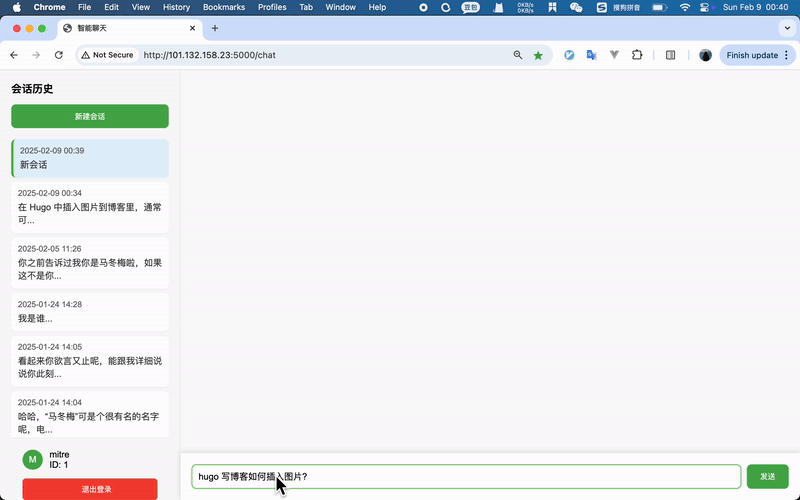 Chrome File Edit View History Bookmarks Profiles Tab Window Help 豆包 0KB/s 0KB/s 搜狗拼音 Sun Feb 9 00:40
智能聊天
Not Secure http://101.132.158.23:5000/chat Finish update
会话历史
新建会话
2025-02-09 00:39
新会话
2025-02-09 00:34
在 Hugo 中插入图片到博客里，通常
可...
2025-02-05 11:26
你之前告诉过我你是马冬梅啦，如果
这不是你...
2025-01-24 14:28
我是谁...
2025-01-24 14:05
看起来你欲言又止呢，能跟我详细说
说你此刻...
2025-01-24 14:04
哈哈，“马冬梅”可是个很有名的名字
呢，电...
M mitre
ID: 1
退出登录
hugo 写博客如何插入图片?
发送